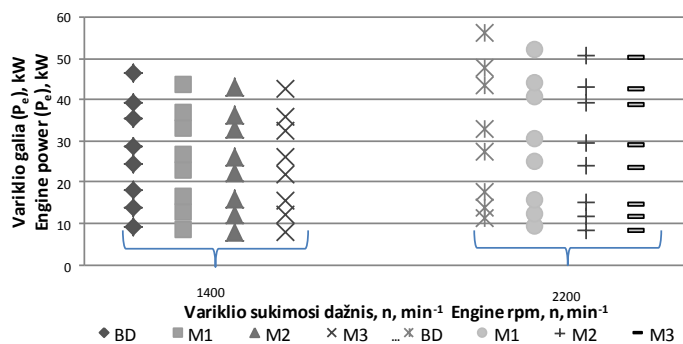 Variklio galia (Pe), kW
Engine power (Pe), kW
60
50
40
30
20
10
0
1400
2200
Variklio sukimosi dažnis, n, min-1 Engine rpm, n, min-1
BD M1 M2 M3 ... BD M1 M2 M3